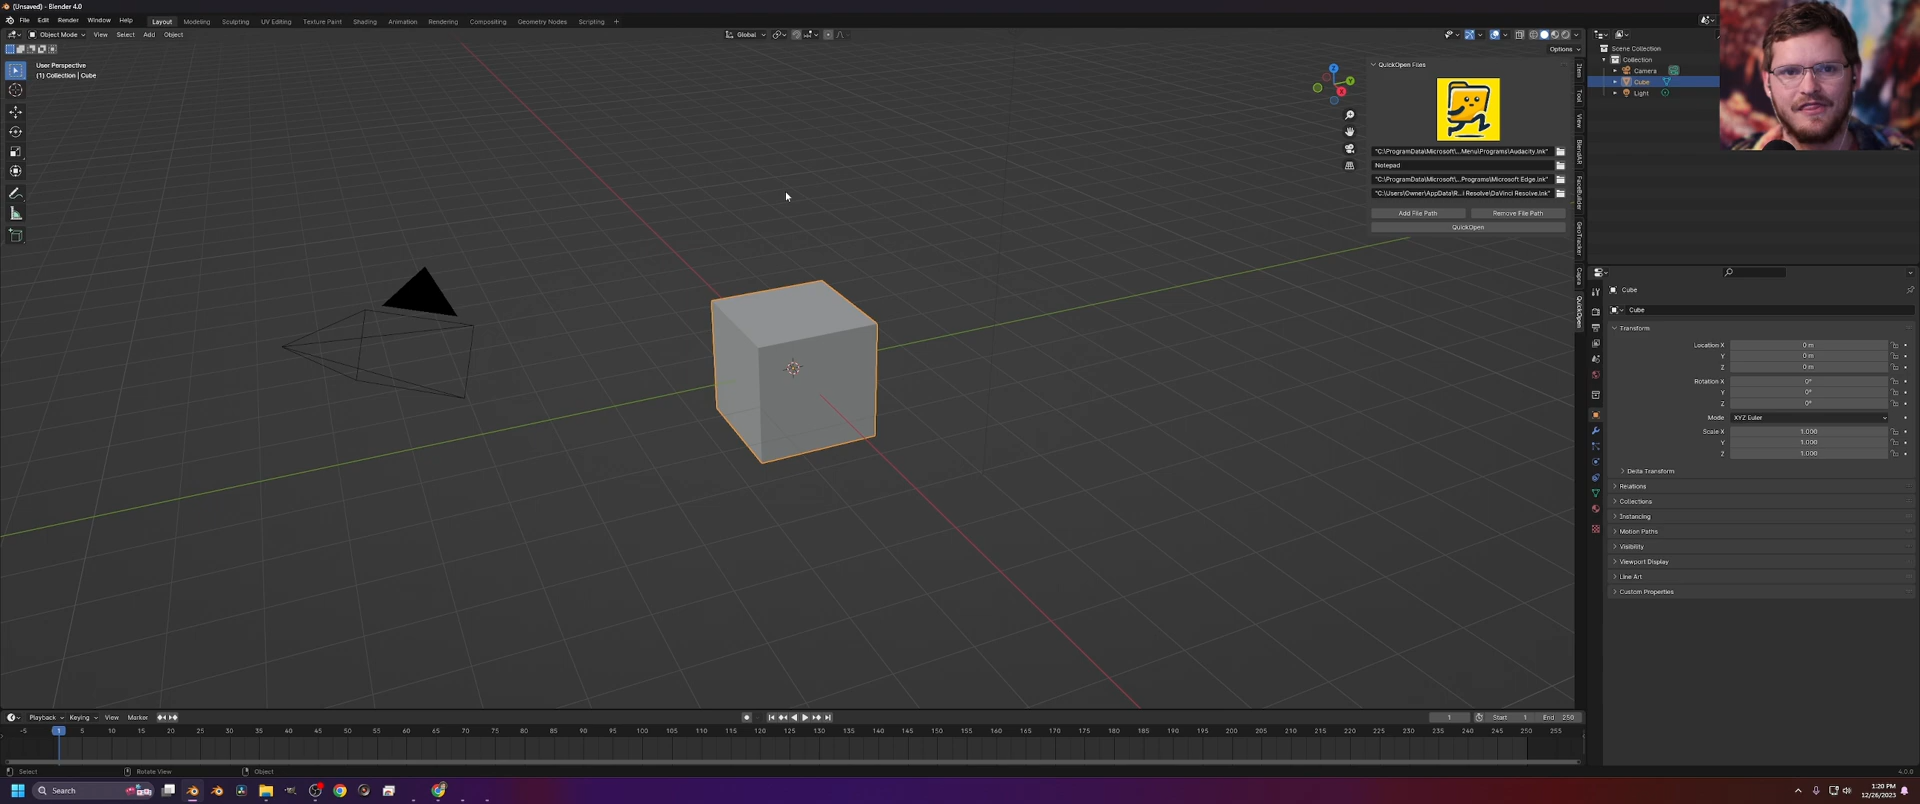 (Unsaved) - Blender 4.0
File Edit Render Window Help Layout Modeling Sculpting UV Editing Texture Paint Shading Animation Rendering Compositing Geometry Nodes Scripting +
Object Mode View Select Add Object Global
Options
User Perspective
(1) Collection | Cube
QuickOpen Files
"C:\ProgramData\Microsoft\...Menu\Programs\Audacity.lnk"
Notepad
"C:\ProgramData\Microsoft\...Programs\Microsoft Edge.lnk"
"C:\Users\Owner\AppData\R...i Resolve\DaVinci Resolve.lnk"
Add File Path Remove File Path
QuickOpen
Item
Tool
View
BlendAR
FaceBuilder
GeoTracker
QuickOpen
Z
Y
X
Scene Collection
Collection
Camera
Cube
Light
Cube
Cube
Transform
Location X 0 m
Y 0 m
Z 0 m
Rotation X 0°
Y 0°
Z 0°
Mode XYZ Euler
Scale X 1.000
Y 1.000
Z 1.000
Delta Transform
Relations
Collections
Instancing
Motion Paths
Visibility
Viewport Display
Line Art
Custom Properties
Playback Keying View Marker 1 Start 1 End 250
-5 1 5 10 15 20 25 30 35 40 45 50 55 60 65 70 75 80 85 90 95 100 105 110 115 120 125 130 135 140 145 150 155 160 165 170 175 180 185 190 195 200 205 210 215 220 225 230 235 240 245 250 255
Select Rotate View Object 4.0.0
Search
1:20 PM
12/26/2023